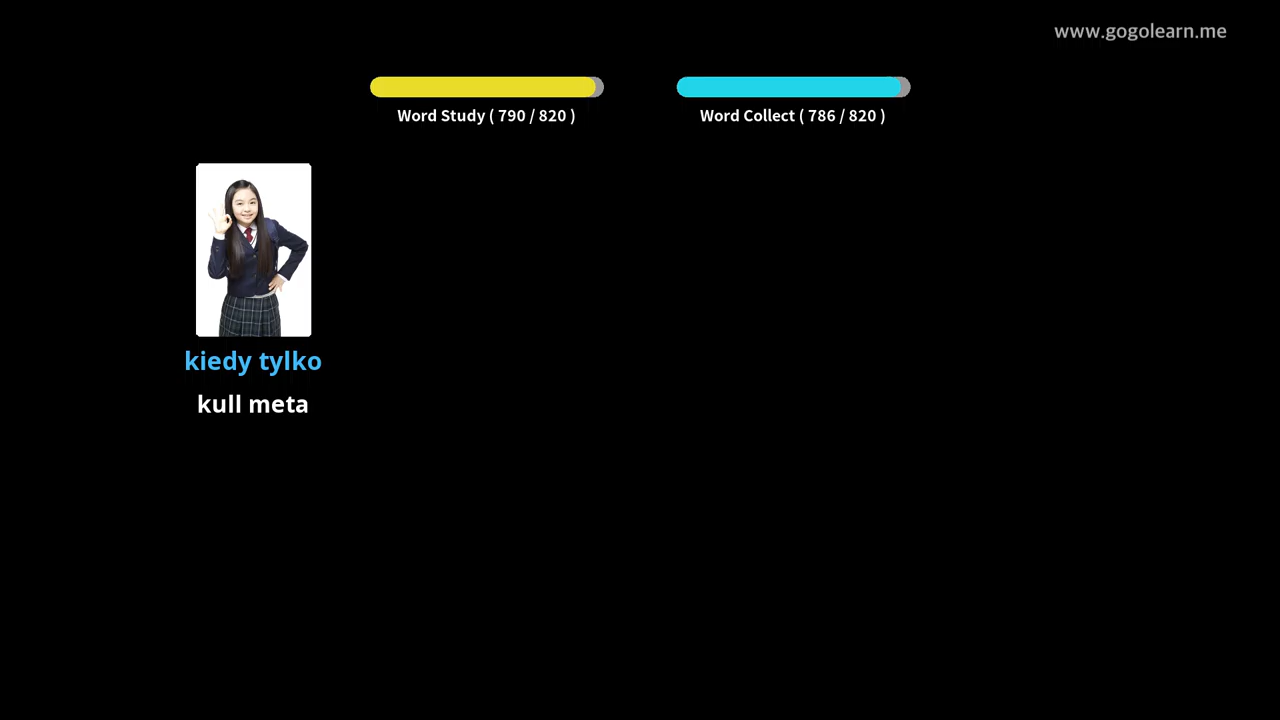 www.gogolearn.me
Word Study ( 790 / 820 )
Word Collect ( 786 / 820 )
kiedy tylko
kull meta